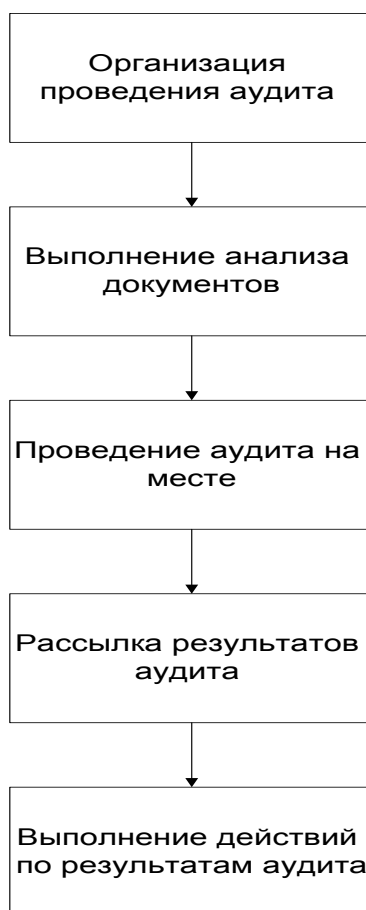 Организация
проведения аудита
Выполнение анализа
документов
Проведение аудита на
месте
Рассылка результатов
аудита
Выполнение действий
по результатам аудита